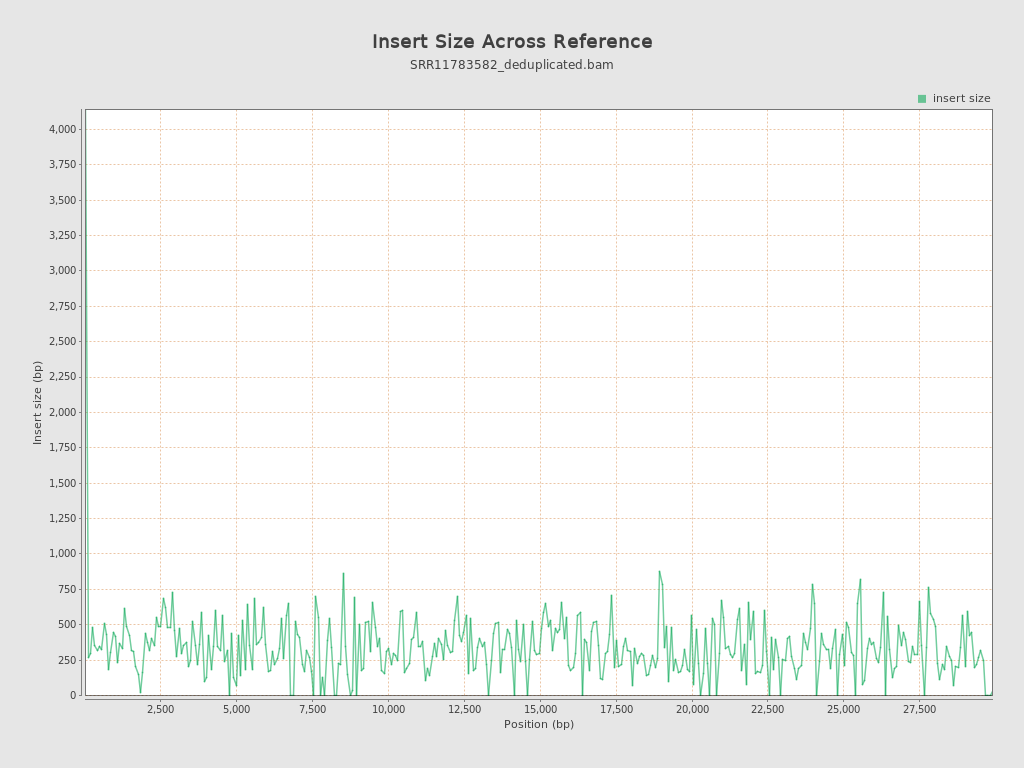 Insert Size Across Reference
SRR11783582_deduplicated.bam
insert size
4,000
3,750
3,500
3,250
3,000
2,750
2,500
2,250
2,000
1,750
1,500
1,250
1,000
750
500
250
0
Insert size (bp)
2,500 5,000 7,500 10,000 12,500 15,000 17,500 20,000 22,500 25,000 27,500
Position (bp)